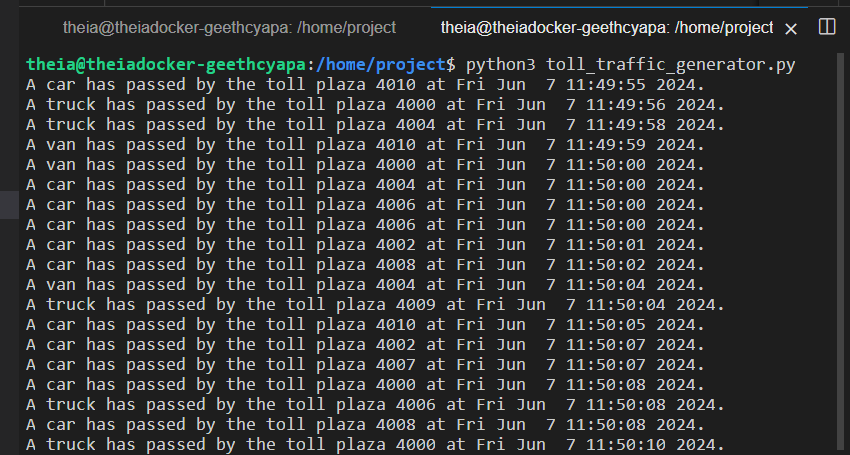 theia@theiadocker-geethcyapa: /home/project theia@theiadocker-geethcyapa: /home/project
theia@theiadocker-geethcyapa:/home/project$ python3 toll_traffic_generator.py
A car has passed by the toll plaza 4010 at Fri Jun  7 11:49:55 2024.
A truck has passed by the toll plaza 4000 at Fri Jun  7 11:49:56 2024.
A truck has passed by the toll plaza 4004 at Fri Jun  7 11:49:58 2024.
A van has passed by the toll plaza 4010 at Fri Jun  7 11:49:59 2024.
A van has passed by the toll plaza 4000 at Fri Jun  7 11:50:00 2024.
A car has passed by the toll plaza 4004 at Fri Jun  7 11:50:00 2024.
A car has passed by the toll plaza 4006 at Fri Jun  7 11:50:00 2024.
A car has passed by the toll plaza 4006 at Fri Jun  7 11:50:00 2024.
A car has passed by the toll plaza 4002 at Fri Jun  7 11:50:01 2024.
A car has passed by the toll plaza 4008 at Fri Jun  7 11:50:02 2024.
A van has passed by the toll plaza 4004 at Fri Jun  7 11:50:04 2024.
A truck has passed by the toll plaza 4009 at Fri Jun  7 11:50:04 2024.
A car has passed by the toll plaza 4010 at Fri Jun  7 11:50:05 2024.
A car has passed by the toll plaza 4002 at Fri Jun  7 11:50:07 2024.
A car has passed by the toll plaza 4007 at Fri Jun  7 11:50:07 2024.
A car has passed by the toll plaza 4000 at Fri Jun  7 11:50:08 2024.
A truck has passed by the toll plaza 4006 at Fri Jun  7 11:50:08 2024.
A car has passed by the toll plaza 4008 at Fri Jun  7 11:50:08 2024.
A truck has passed by the toll plaza 4000 at Fri Jun  7 11:50:10 2024.